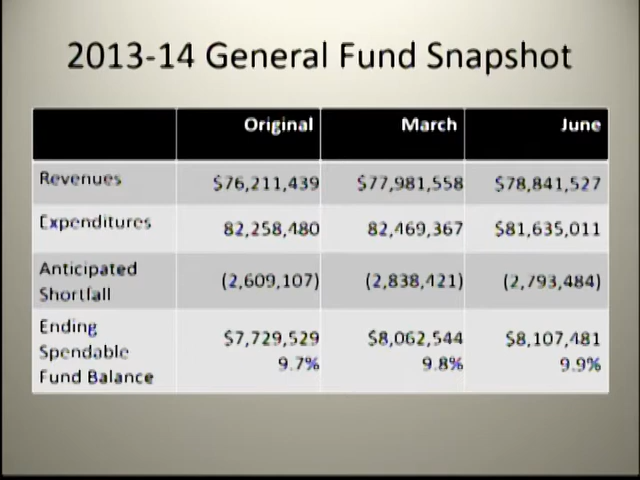 2013-14 General Fund Snapshot
Original March June
Revenues $76,211,439 $77,981,558 $78,841,527
Expenditures 82,258,480 82,469,367 $81,635,011
Anticipated
Shortfall (2,609,107) (2,838,421) (2,793,484)
Ending
Spendable $7,729,529 $8,062,544 $8,107,481
Fund Balance 9.7% 9.8% 9.9%